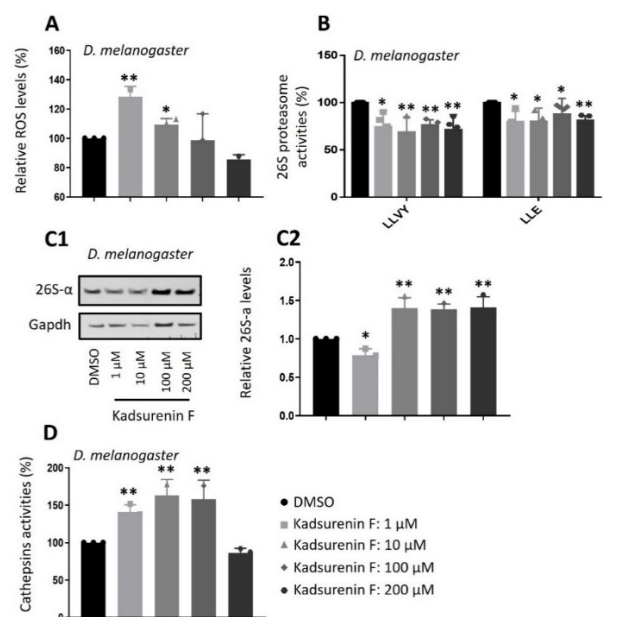 A
D. melanogaster
Relative ROS levels (%)
160
140
120
100
80
60
**
*
B
D. melanogaster
26S proteasome
activities (%)
150
100
50
0
* ** ** **
* * * **
LLVY
LLE
C1
D. melanogaster
26S-α
Gapdh
DMSO
1 μM
10 μM
100 μM
200 μM
Kadsurenin F
C2
Relative 26S-a levels
2.0
1.5
1.0
0.5
0.0
*
** ** **
D
D. melanogaster
Cathepsins activities (%)
200
150
100
50
0
** ** **
DMSO
Kadsurenin F: 1 μM
Kadsurenin F: 10 μM
Kadsurenin F: 100 μM
Kadsurenin F: 200 μM